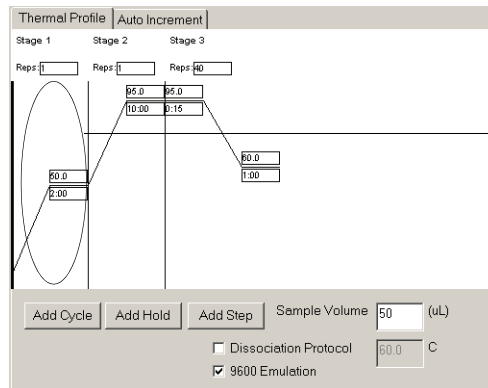 Thermal Profile Auto Increment
Stage 1 Stage 2 Stage 3
Reps: 1 Reps: 1 Reps: 40
95.0 95.0
10:00 0:15
50.0 60.0
2:00 1:00
Add Cycle Add Hold Add Step Sample Volume 50 (uL)
Dissociation Protocol 60.0 C
9600 Emulation